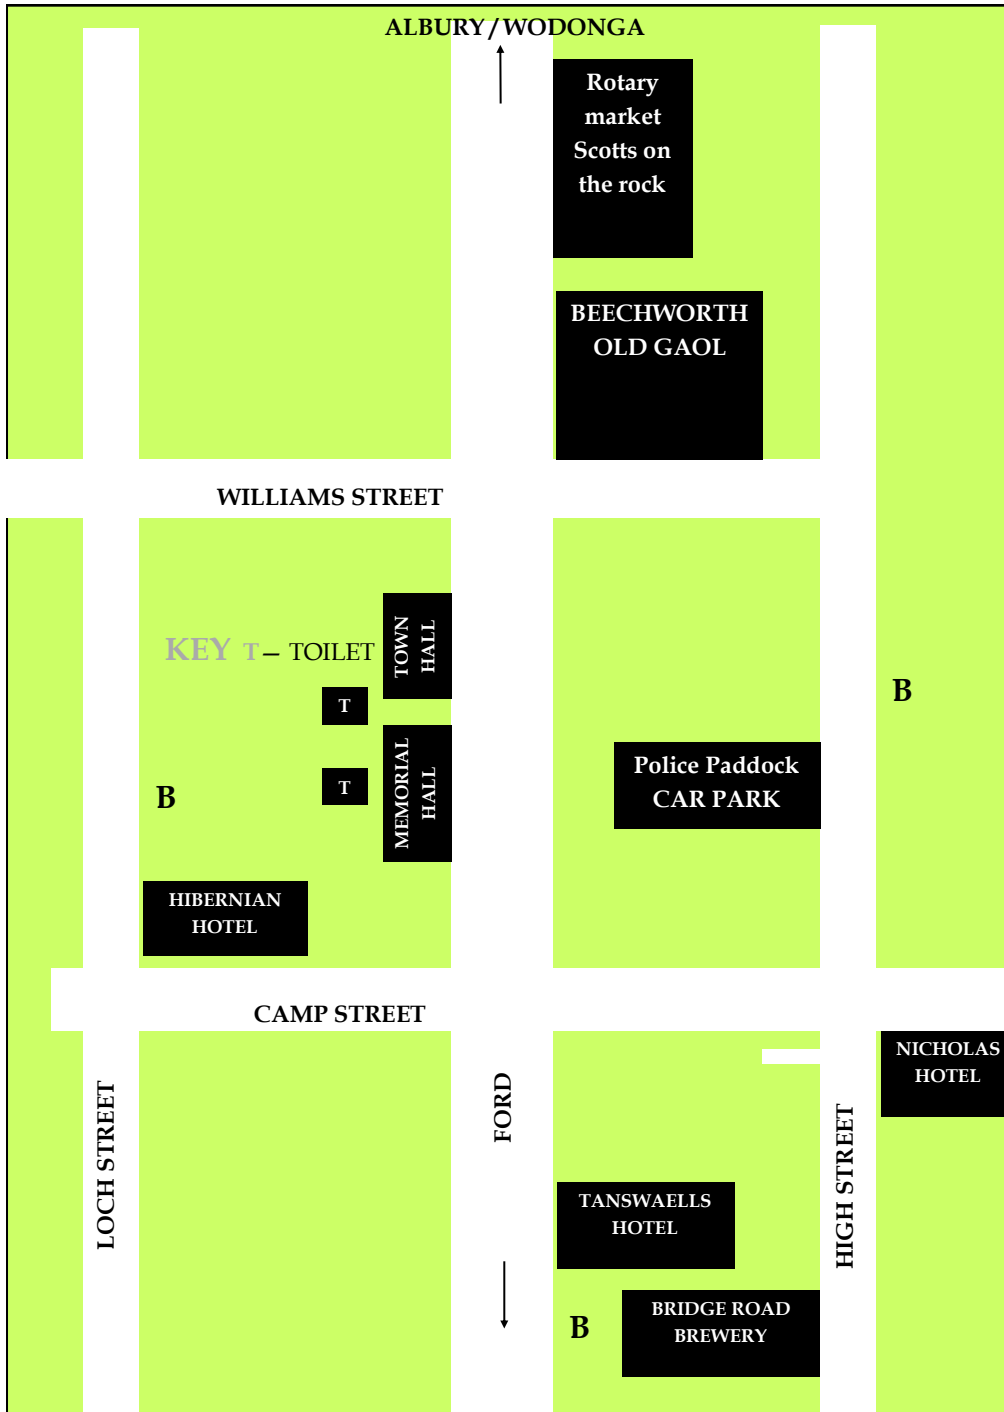 ALBURY/WODONGA
Rotary
market
Scotts on
the rock
BEECHWORTH
OLD GAOL
WILLIAMS STREET
TOWN
HALL
KEY T – TOILET
T
B
MEMORIAL
HALL
T
B
Police Paddock
CAR PARK
HIBERNIAN
HOTEL
CAMP STREET
NICHOLAS
HOTEL
LOCH STREET
FORD
HIGH STREET
TANSWAELLS
HOTEL
B
BRIDGE ROAD
BREWERY